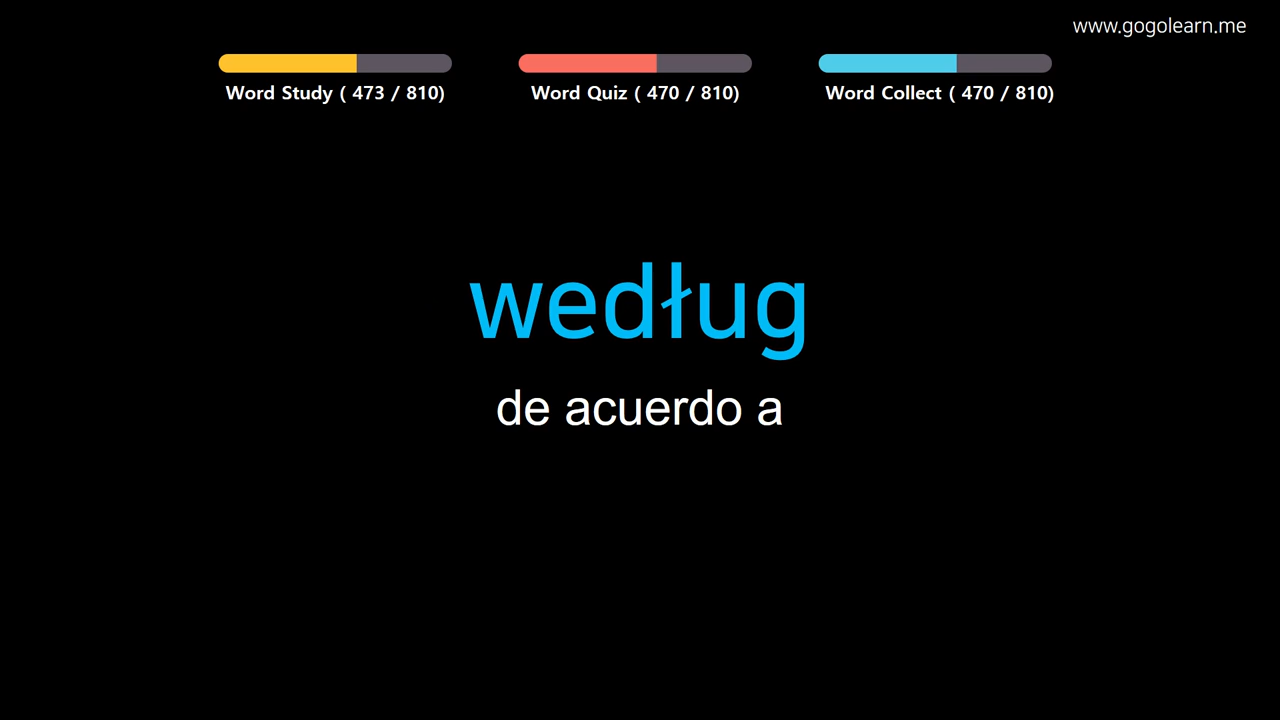 www.gogolearn.me
Word Study ( 473 / 810)
Word Quiz ( 470 / 810)
Word Collect ( 470 / 810)
według
de acuerdo a